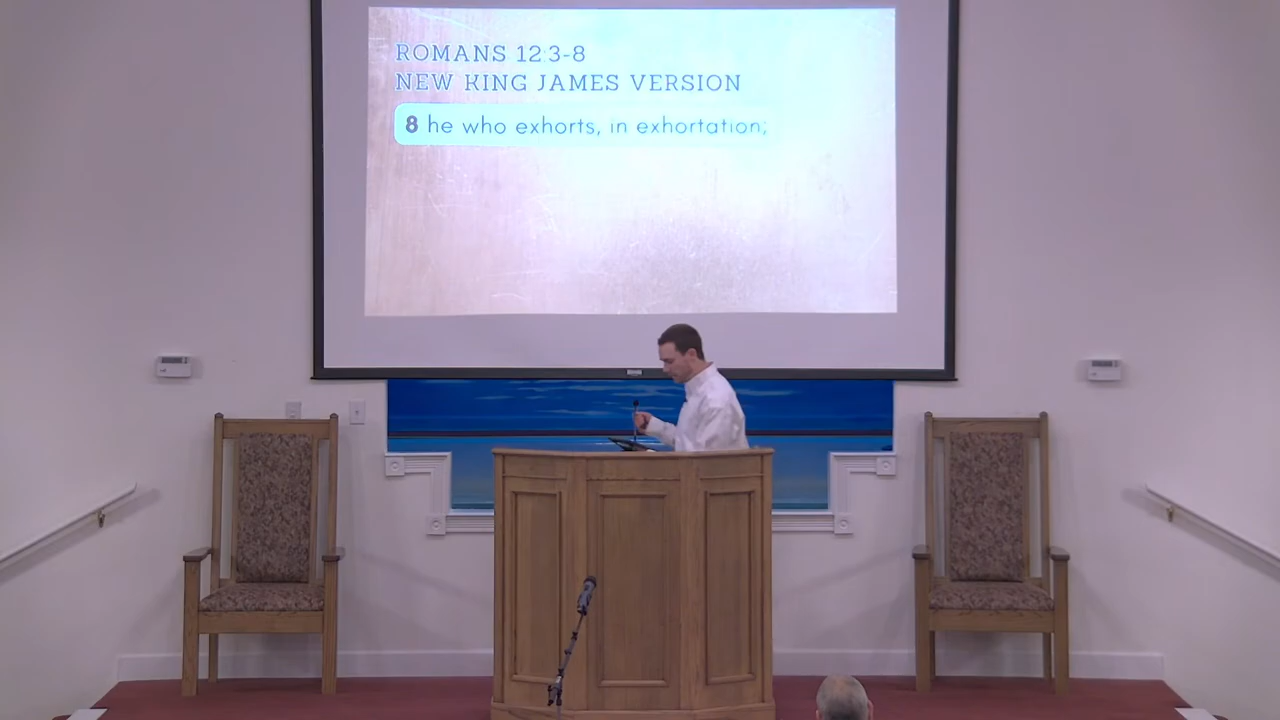 ROMANS 12:3-8
NEW KING JAMES VERSION
8 he who exhorts, in exhortation;